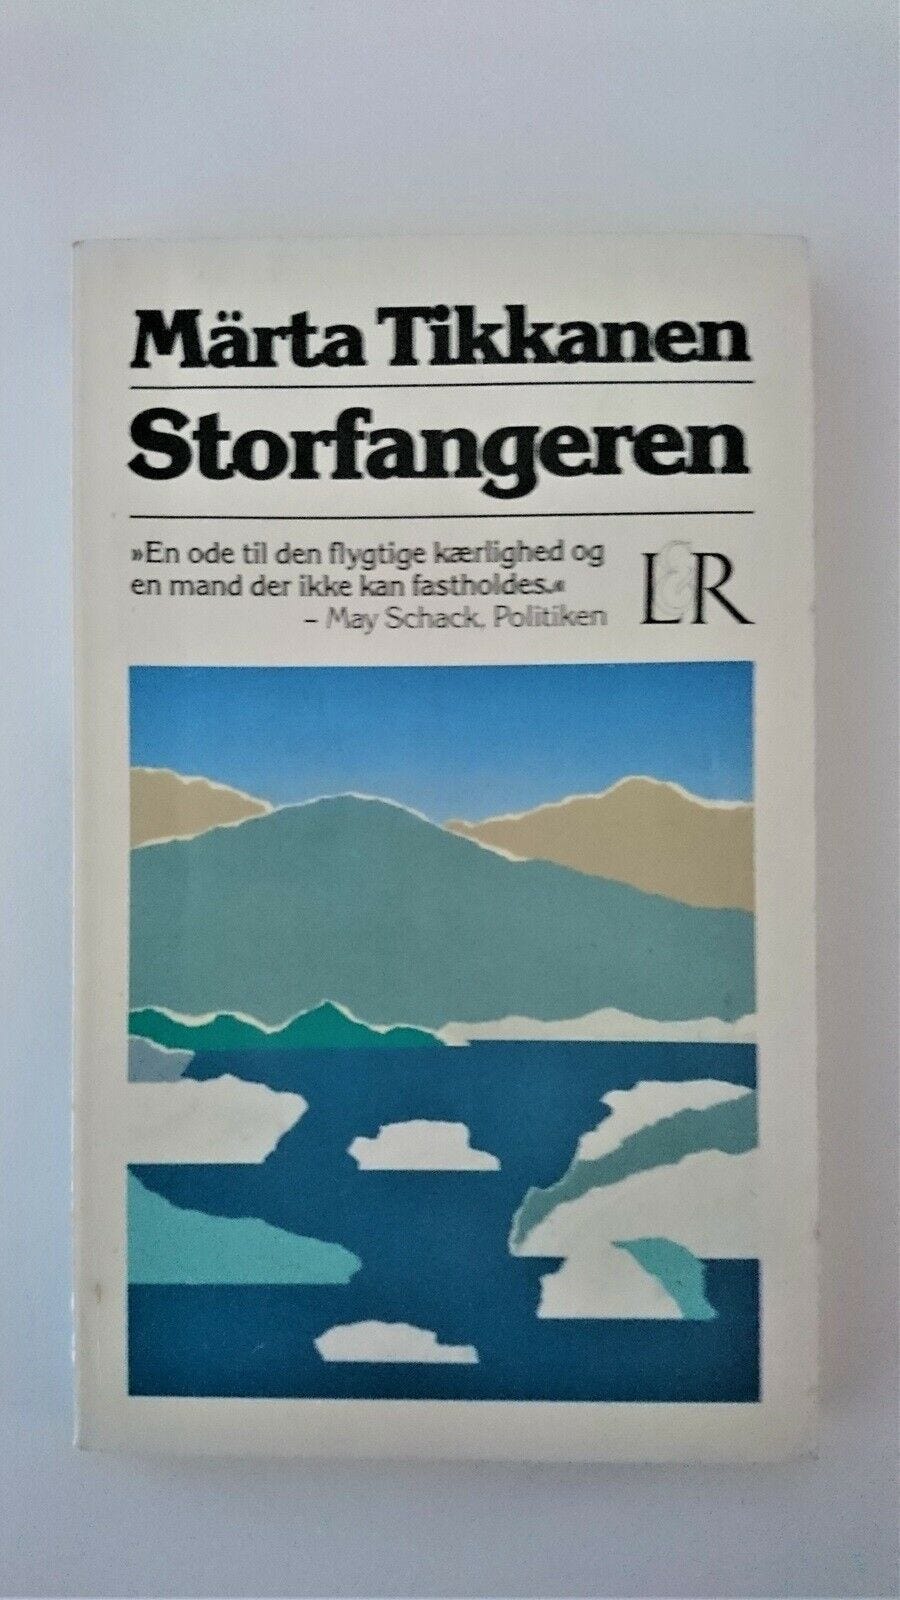 Märta Tikkanen
Storfangeren
»En ode til den flygtige kærlighed og
en mand der ikke kan fastholdes.«
– May Schack, Politiken
L&R